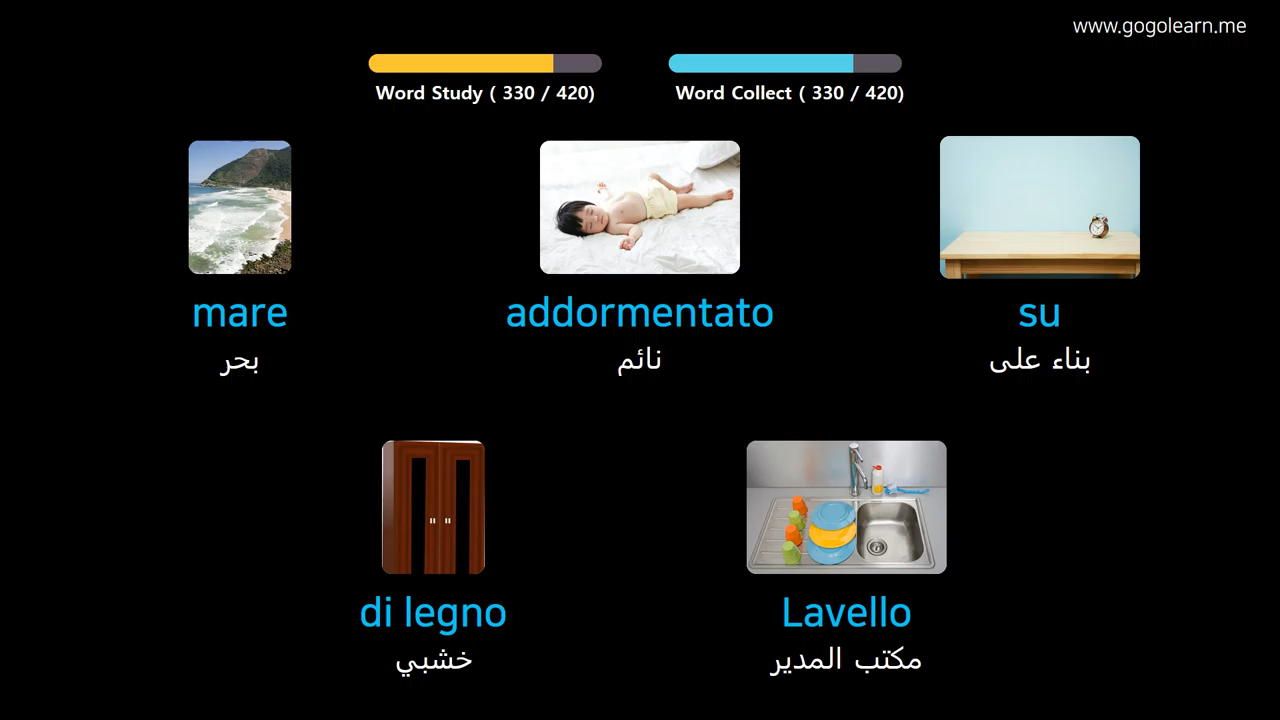 www.gogolearn.me
Word Study ( 330 / 420)
Word Collect ( 330 / 420)
mare
بحر
addormentato
نائم
su
بناء على
di legno
خشبي
Lavello
مكتب المدير